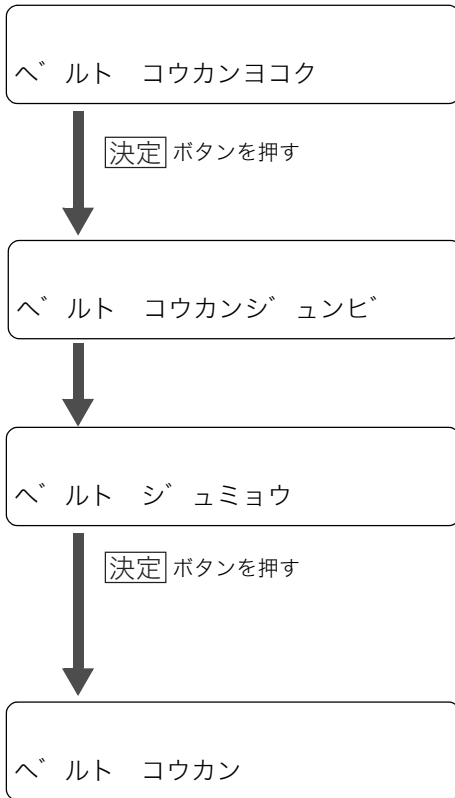 ベルト　コウカンヨコク
決定 ボタンを押す
ベルト　コウカンジュンビ
ベルト　ジュミョウ
決定 ボタンを押す
ベルト　コウカン